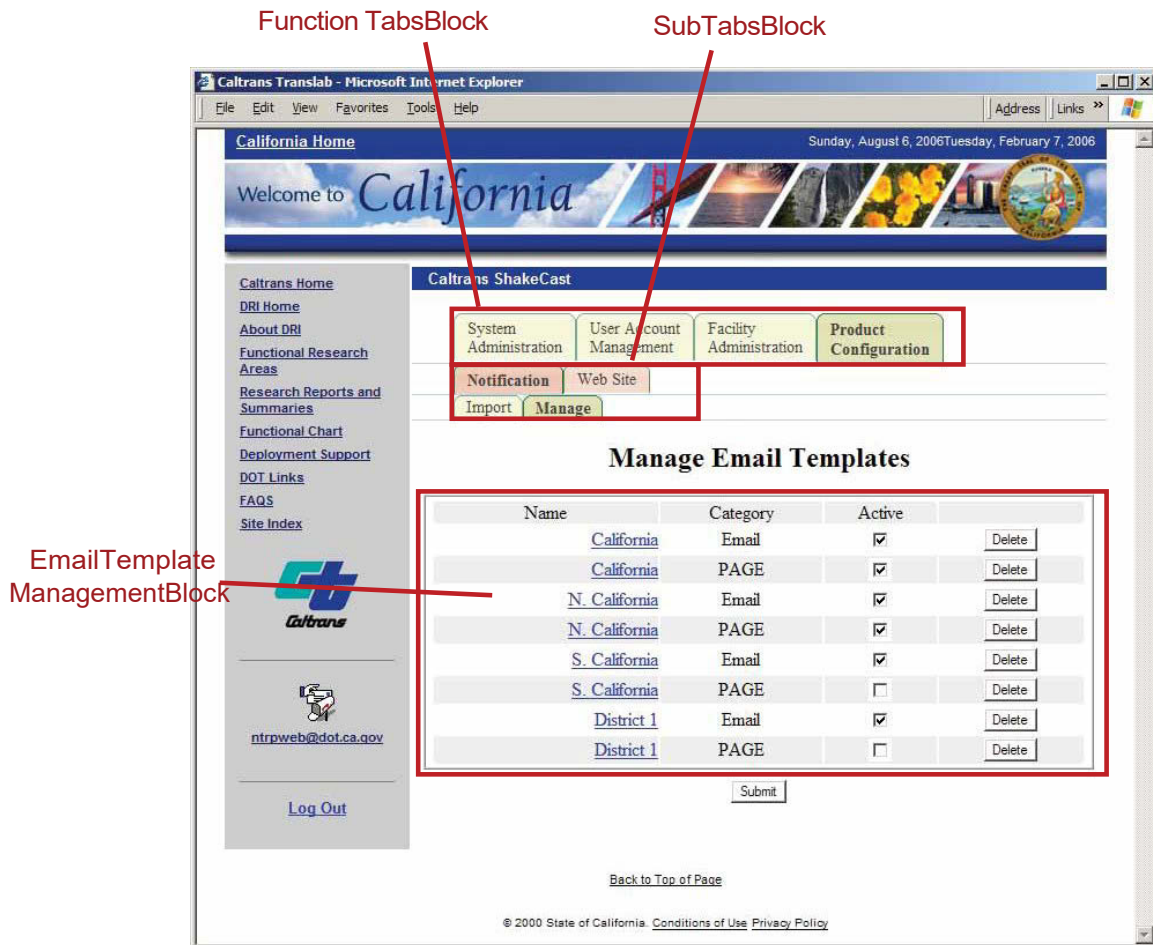 Function TabsBlock
SubTabsBlock
Caltrans Translab - Microsoft Internet Explorer
File Edit View Favorites Tools Help Address Links »
California Home
Sunday, August 6, 2006Tuesday, February 7, 2006
Welcome to California
Caltrans Home
DRI Home
About DRI
Functional Research
Areas
Research Reports and
Summaries
Functional Chart
Deployment Support
DOT Links
FAQS
Site Index
Caltrans
ntrpweb@dot.ca.gov
Log Out
EmailTemplate
ManagementBlock
Caltrans ShakeCast
System
Administration
User Account
Management
Facility
Administration
Product
Configuration
Notification Web Site
Import Manage
Manage Email Templates
Name Category Active
California Email Delete
California PAGE Delete
N. California Email Delete
N. California PAGE Delete
S. California Email Delete
S. California PAGE Delete
District 1 Email Delete
District 1 PAGE Delete
Submit
Back to Top of Page
© 2000 State of California. Conditions of Use Privacy Policy